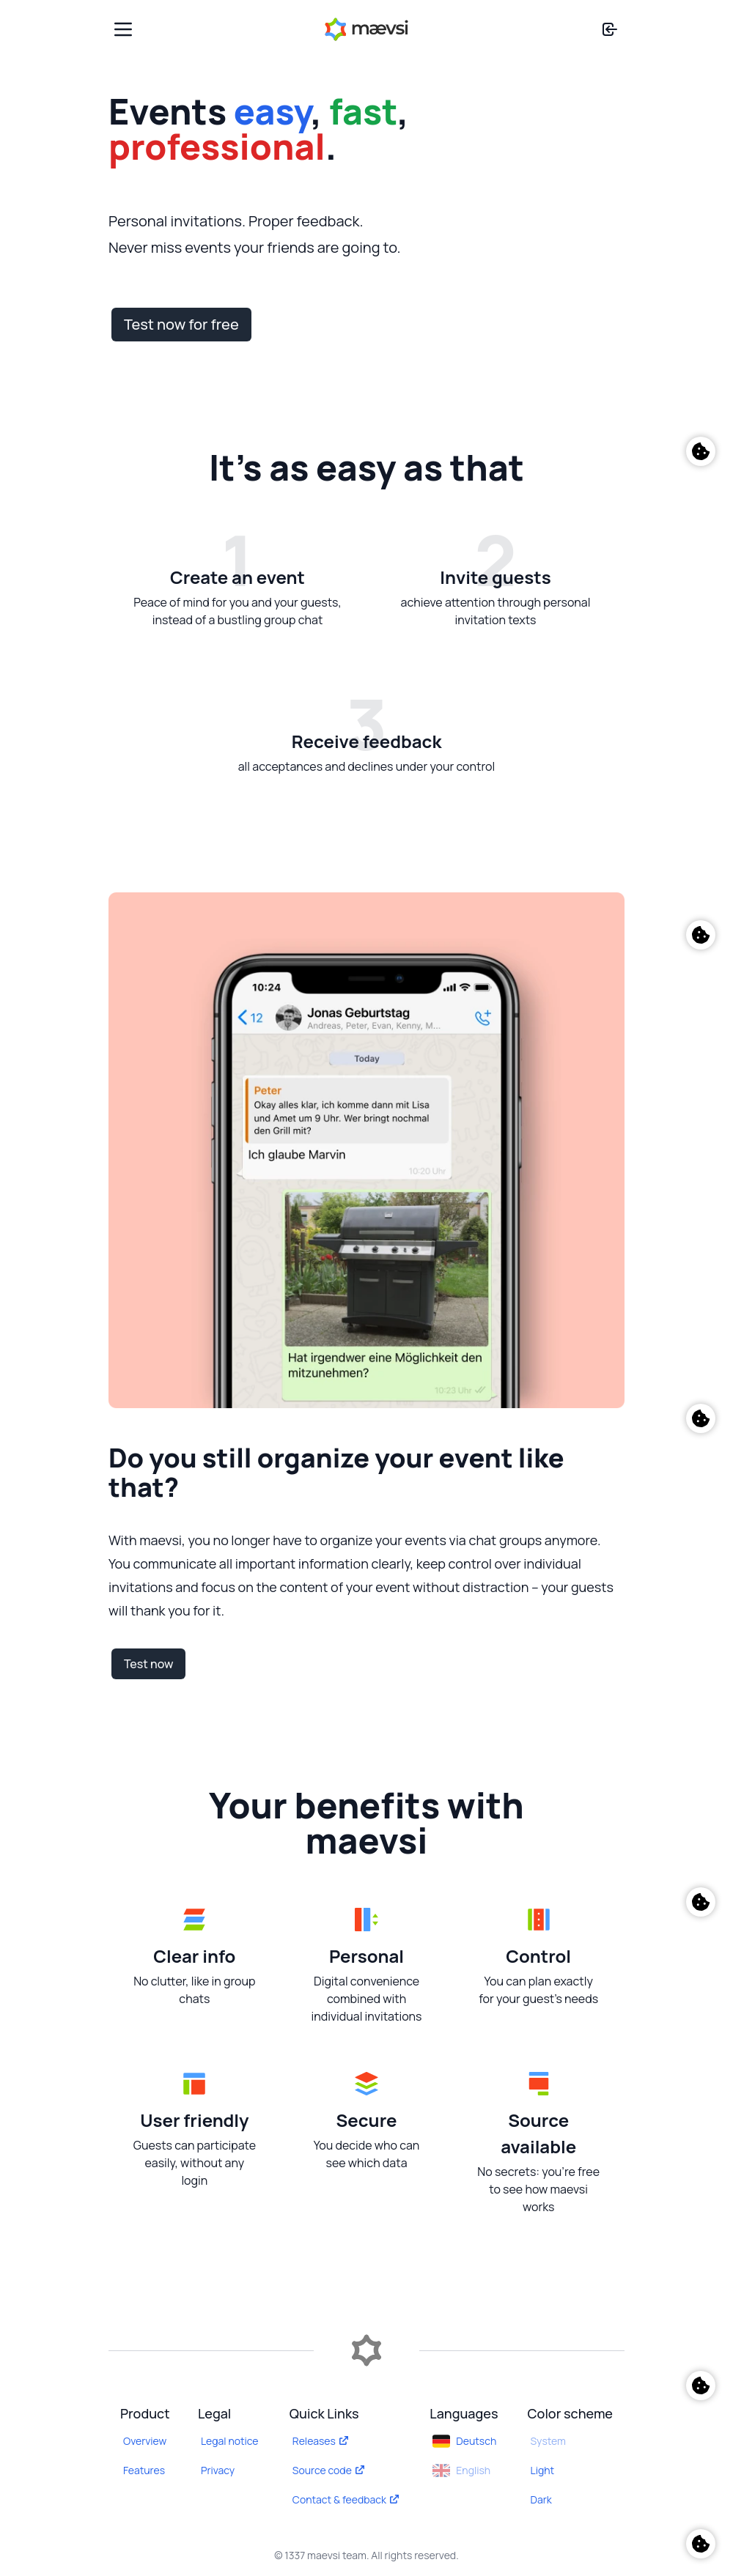 mævsi
Events easy, fast,
professional.
Personal invitations. Proper feedback.
Never miss events your friends are going to.
Test now for free
It's as easy as that
1
Create an event
Peace of mind for you and your guests,
instead of a bustling group chat
2
Invite guests
achieve attention through personal
invitation texts
3
Receive feedback
all acceptances and declines under your control
10:24
12
Jonas Geburtstag
Andreas, Peter, Evan, Kenny, M...
Today
Peter
Okay alles klar, ich komme dann mit Lisa
und Amet um 9 Uhr. Wer bringt nochmal
den Grill mit?
Ich glaube Marvin
10:20 Uhr
Hat irgendwer eine Möglichkeit den
mitzunehmen?
10:23 Uhr
Do you still organize your event like
that?
With maevsi, you no longer have to organize your events via chat groups anymore.
You communicate all important information clearly, keep control over individual
invitations and focus on the content of your event without distraction – your guests
will thank you for it.
Test now
Your benefits with
maevsi
Clear info
No clutter, like in group
chats
Personal
Digital convenience
combined with
individual invitations
Control
You can plan exactly
for your guest's needs
User friendly
Guests can participate
easily, without any
login
Secure
You decide who can
see which data
Source
available
No secrets: you're free
to see how maevsi
works
Product
Overview
Features
Legal
Legal notice
Privacy
Quick Links
Releases
Source code
Contact & feedback
Languages
Deutsch
English
Color scheme
System
Light
Dark
© 1337 maevsi team. All rights reserved.